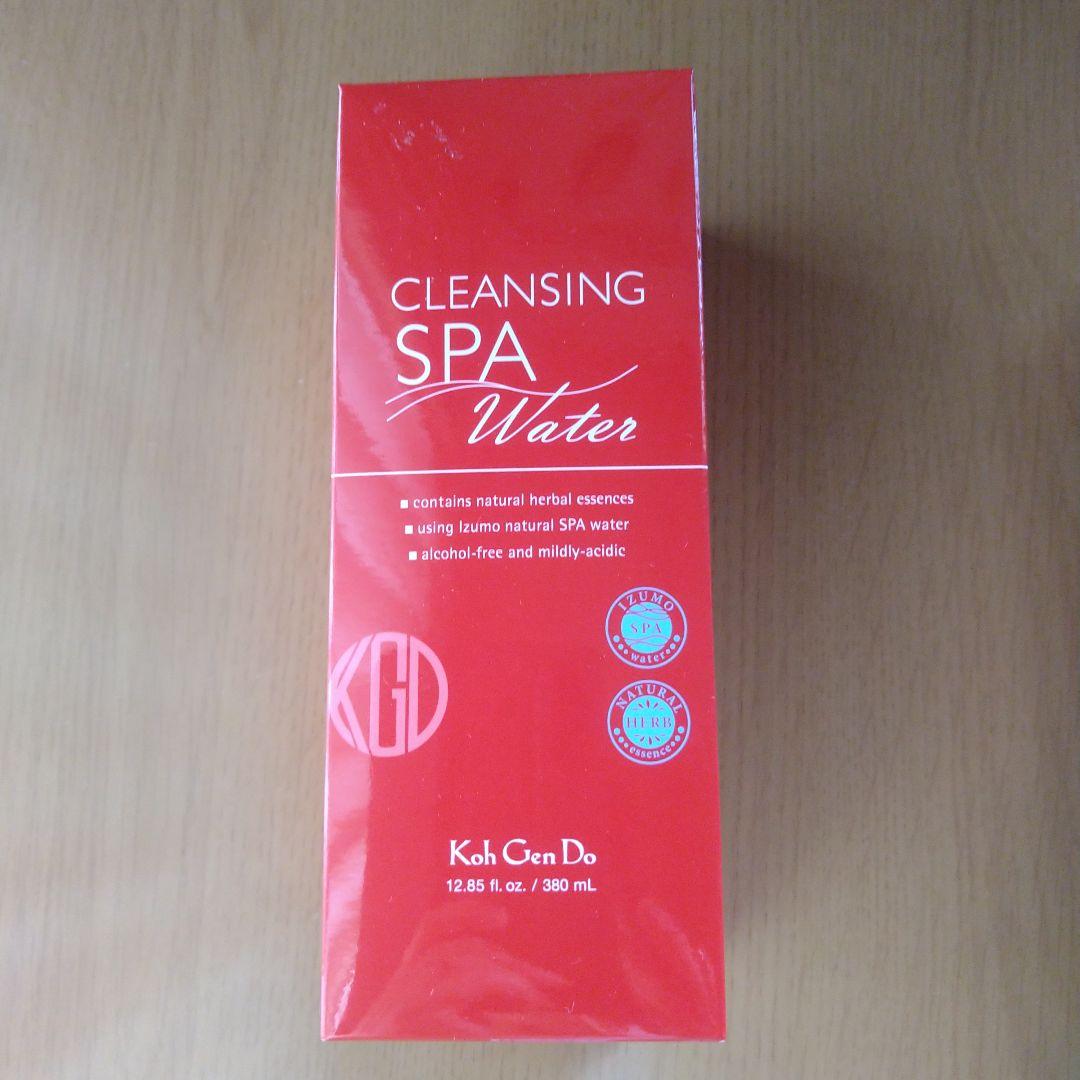 CLEANSING
SPA
Water
■ contains natural herbal essences
■ using Izumo natural SPA water
■ alcohol-free and mildly-acidic
IZUMO
SPA
water
KGD
NATURAL
HERB
essence
Koh Gen Do
12.85 fl. oz. / 380 mL